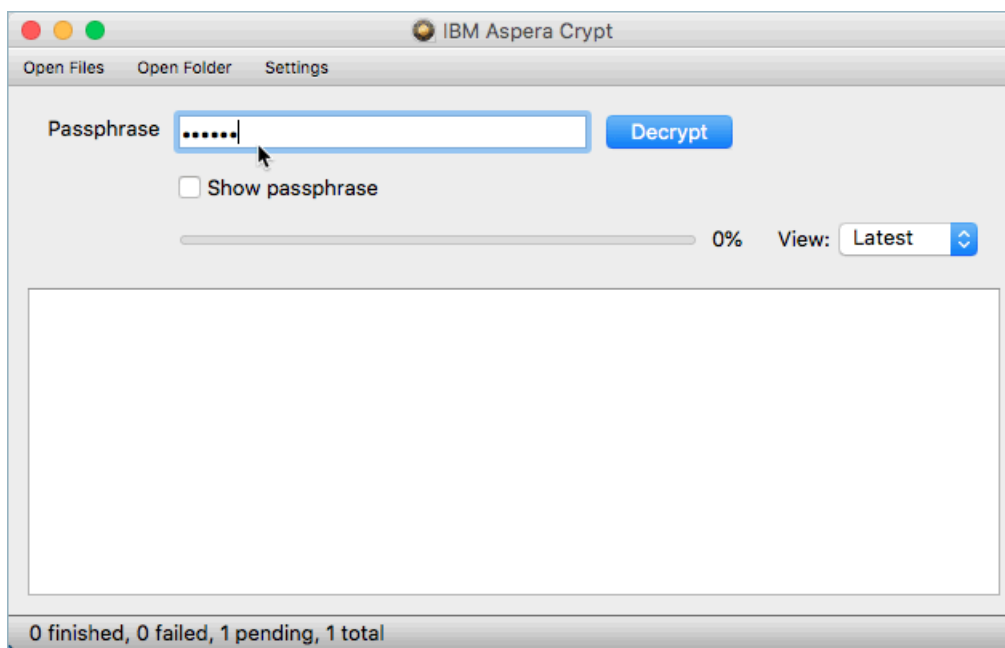 IBM Aspera Crypt
Open Files Open Folder Settings
Passphrase •••••• Decrypt
Show passphrase
0% View: Latest
0 finished, 0 failed, 1 pending, 1 total